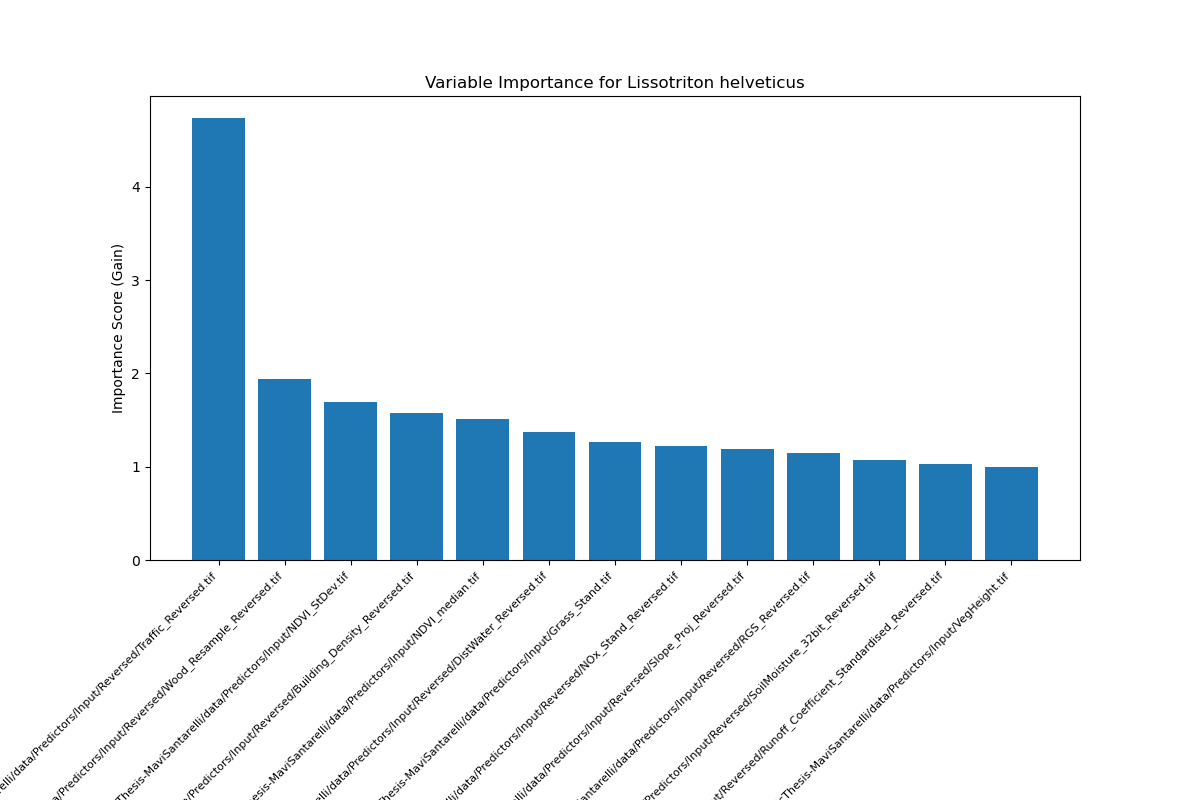 Variable Importance for Lissotriton helveticus
Importance Score (Gain)
4
3
2
1
0
elli/data/Predictors/Input/Reversed/Traffic_Reversed.tif
a/Predictors/Input/Reversed/Wood_Resample_Reversed.tif
Thesis-MaviSantarelli/data/Predictors/Input/NDVI_StDev.tif
/Predictors/Input/Reversed/Building_Density_Reversed.tif
esis-MaviSantarelli/data/Predictors/Input/NDVI_median.tif
elli/data/Predictors/Input/Reversed/DistWater_Reversed.tif
Thesis-MaviSantarelli/data/Predictors/Input/Grass_Stand.tif
lli/data/Predictors/Input/Reversed/NOx_Stand_Reversed.tif
elli/data/Predictors/Input/Reversed/Slope_Proj_Reversed.tif
antarelli/data/Predictors/Input/Reversed/RGS_Reversed.tif
/Predictors/Input/Reversed/SoilMoisture_32bit_Reversed.tif
ut/Reversed/Runoff_Coefficient_Standardised_Reversed.tif
-Thesis-MaviSantarelli/data/Predictors/Input/VegHeight.tif